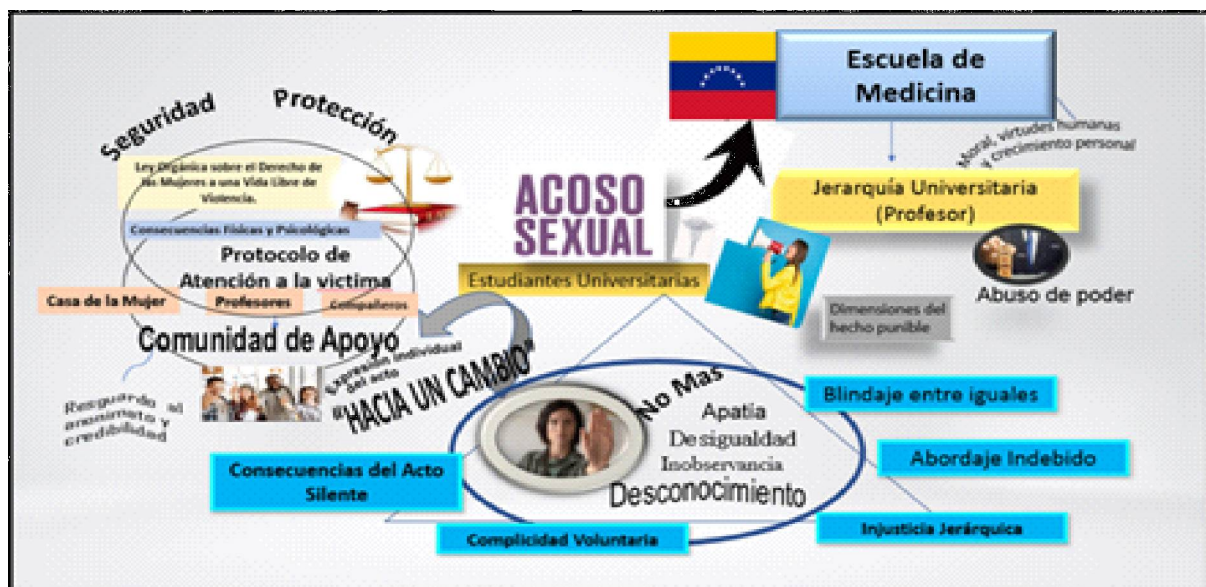 Seguridad
Protección
Ley Orgánica sobre el Derecho de
las Mujeres a una Vida Libre de
Violencia.
Consecuencias Físicas y Psicológicas
Protocolo de
Atención a la victima
Casa de la Mujer
Profesores
Compañeros
Comunidad de Apoyo
Resguardo al
anonimato y
credibilidad
Expresión individual
del acto
"HACIA UN CAMBIO"
ACOSO
SEXUAL
Estudiantes Universitarias
Escuela de
Medicina
Moral, virtudes humanas
y crecimiento personal
Jerarquía Universitaria
(Profesor)
Abuso de poder
Dimensiones del
hecho punible
No Mas
Apatía
Desigualdad
Inobservancia
Desconocimiento
Blindaje entre iguales
Abordaje Indebido
Injusticia Jerárquica
Complicidad Voluntaria
Consecuencias del Acto
Silente